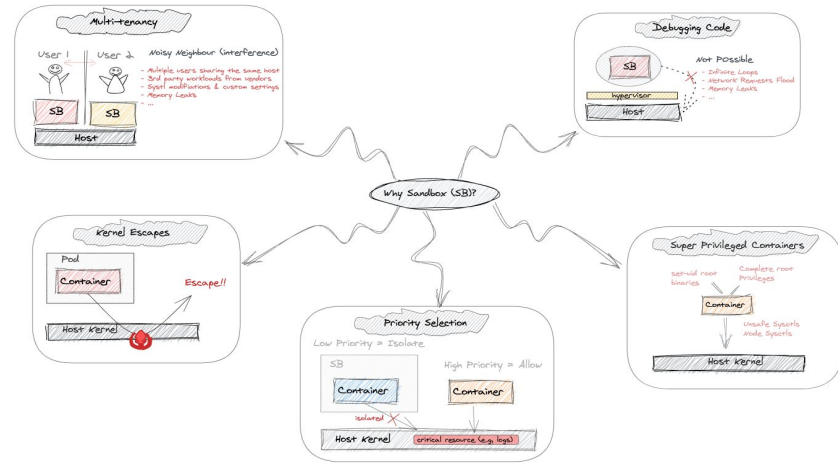 Multi-tenancy
User 1
User 2
Noisy Neighbour (interference)
- Multiple users sharing the same host
- 3rd party workloads from vendors
- Systl modifiations & custom settings
- Memory Leaks
- ...
SB
SB
Host
Debugging Code
SB
hypervisor
Host
Not Possible
- Infinite Loops
- Network Requests Flood
- Memory Leaks
- ...
Why Sandbox (SB)?
Kernel Escapes
Pod
Container
Escape!!
Host Kernel
Priority Selection
Low Priority = Isolate
SB
Container
High Priority = Allow
Container
isolated
Host Kernel
critical resource (e.g, logs)
Super Privileged Containers
set-uid root
binaries
Complete root
Privileges
Container
Unsafe Sysctls
Node Sysctls
Host Kernel